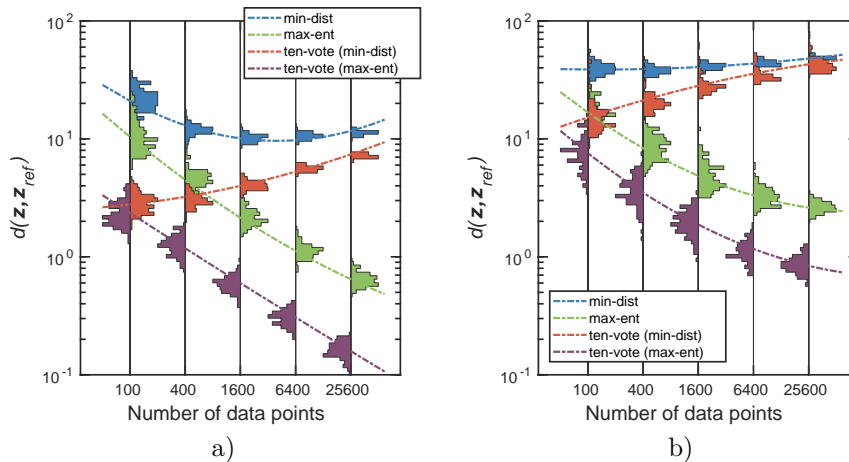 10^2
10^1
10^0
10^-1
d(z, z_ref)
min-dist
max-ent
ten-vote (min-dist)
ten-vote (max-ent)
100 400 1600 6400 25600
Number of data points
a)
10^2
10^1
10^0
10^-1
d(z, z_ref)
min-dist
max-ent
ten-vote (min-dist)
ten-vote (max-ent)
100 400 1600 6400 25600
Number of data points
b)